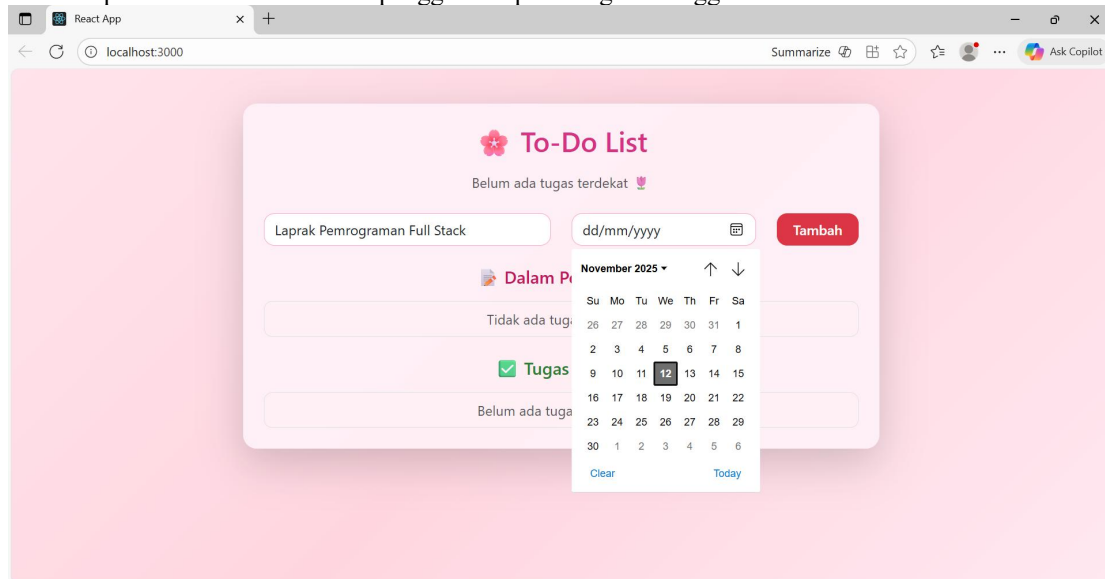 React App
localhost:3000
Summarize
Ask Copilot
To-Do List
Belum ada tugas terdekat
Laprak Pemrograman Full Stack
dd/mm/yyyy
Tambah
Dalam P
Tidak ada tuga
Tugas
Belum ada tuga
November 2025
Su Mo Tu We Th Fr Sa
26 27 28 29 30 31 1
2 3 4 5 6 7 8
9 10 11 12 13 14 15
16 17 18 19 20 21 22
23 24 25 26 27 28 29
30 1 2 3 4 5 6
Clear Today